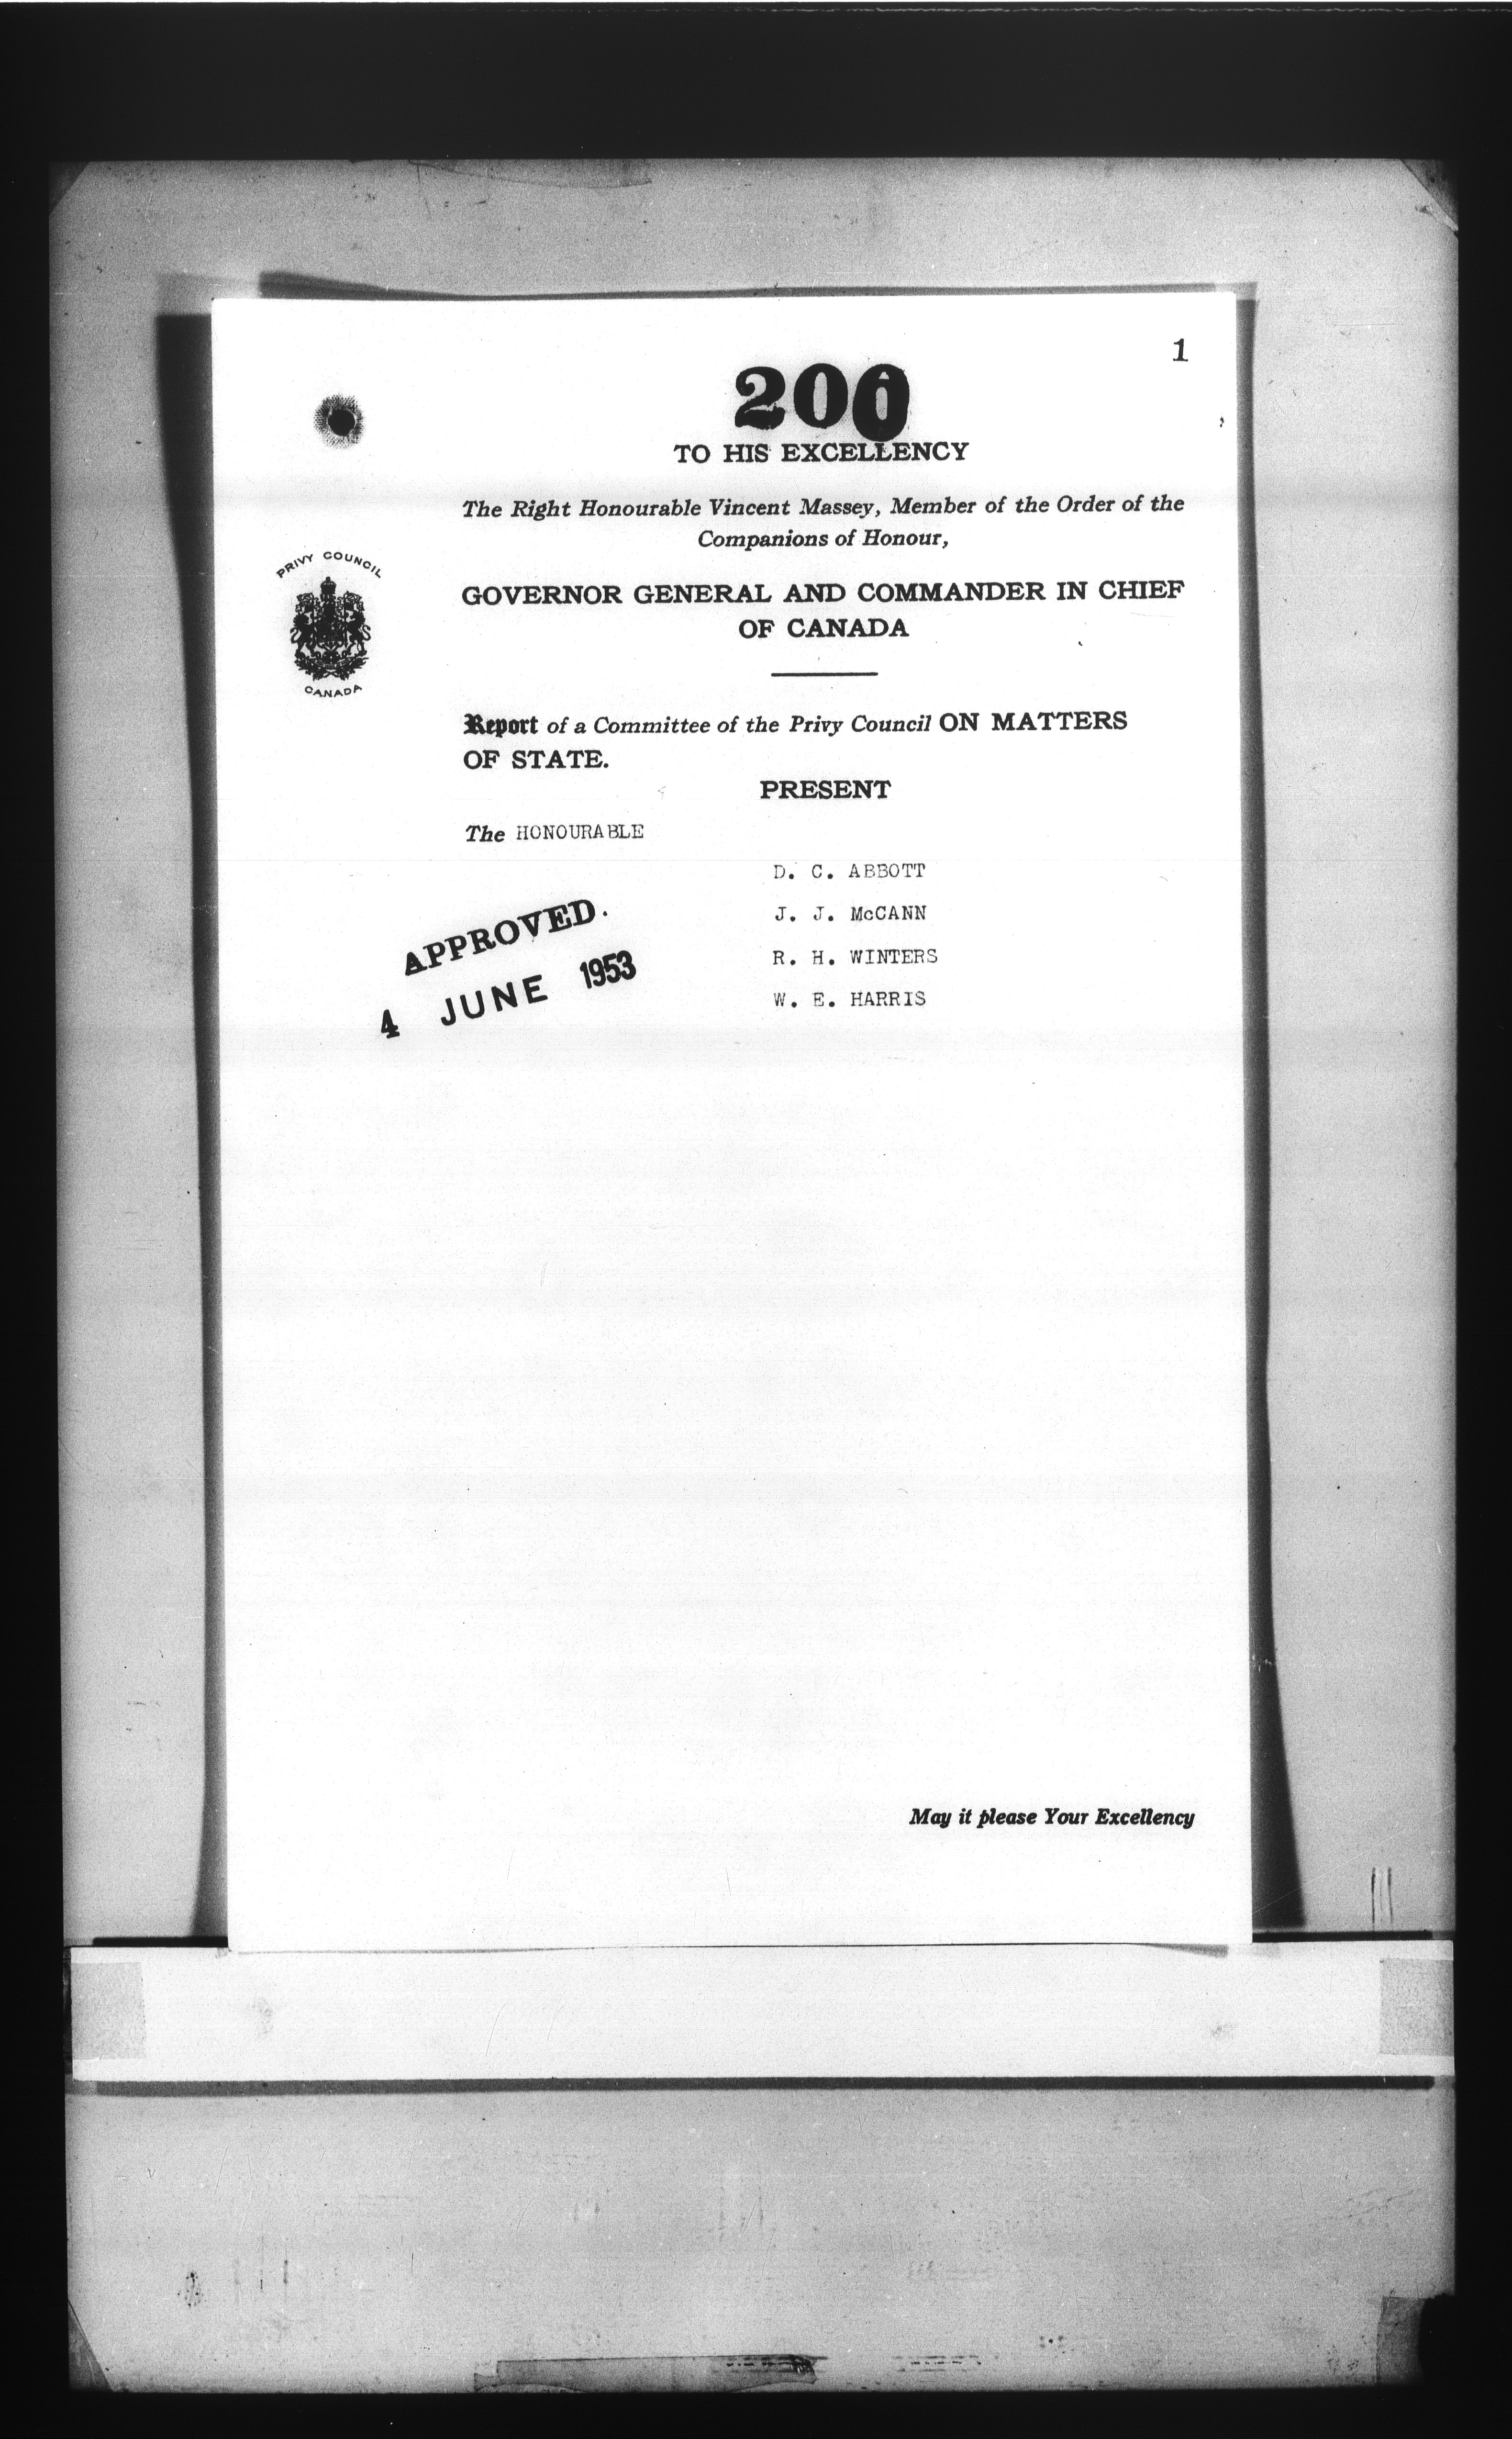 1
200
TO HIS EXCELLENCY
The Right Honourable Vincent Massey, Member of the Order of the
Companions of Honour,
PRIVY COUNCIL
CANADA
GOVERNOR GENERAL AND COMMANDER IN CHIEF
OF CANADA
Report of a Committee of the Privy Council ON MATTERS
OF STATE.
PRESENT
The HONOURABLE
D. C. ABBOTT
J. J. McCANN
R. H. WINTERS
W. E. HARRIS
APPROVED.
4 JUNE 1953
May it please Your Excellency